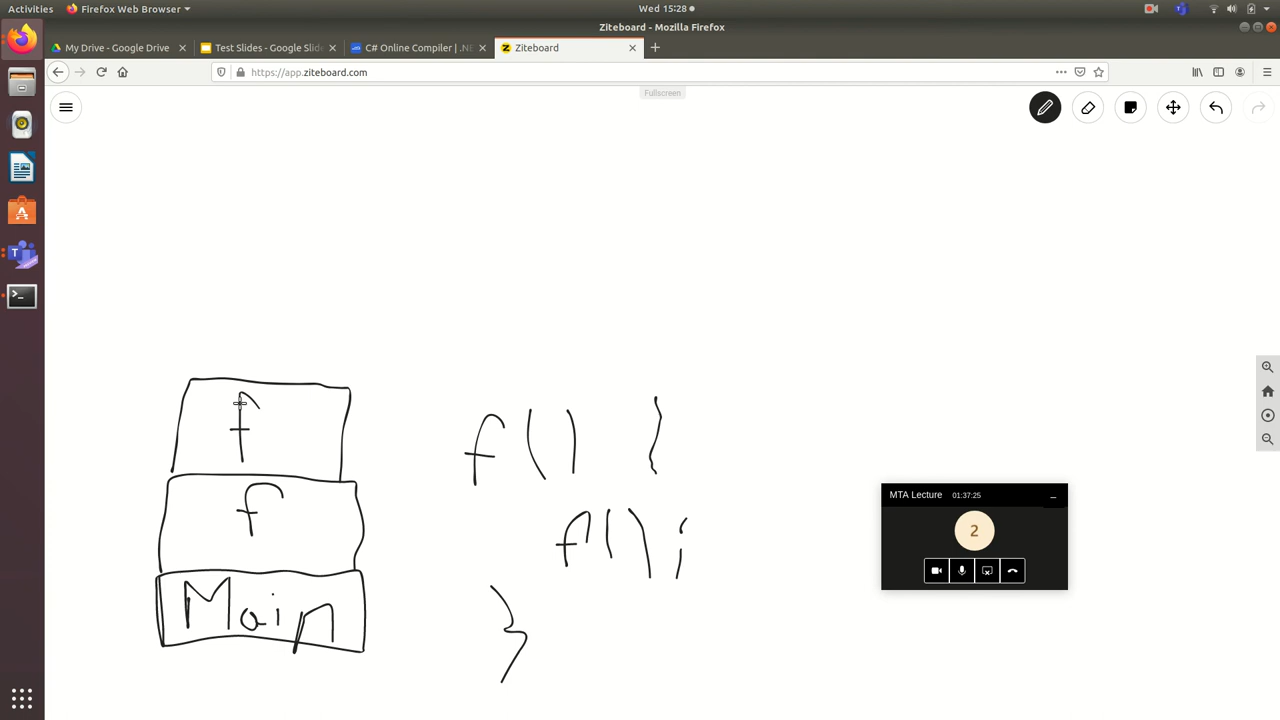 Activities
Firefox Web Browser
Wed 15:28
Ziteboard - Mozilla Firefox
My Drive - Google Drive
Test Slides - Google Slide
C# Online Compiler | .NE
Ziteboard
https://app.ziteboard.com
Fullscreen
f
f() {
f
f();
MTA Lecture 01:37:25
2
Main
}